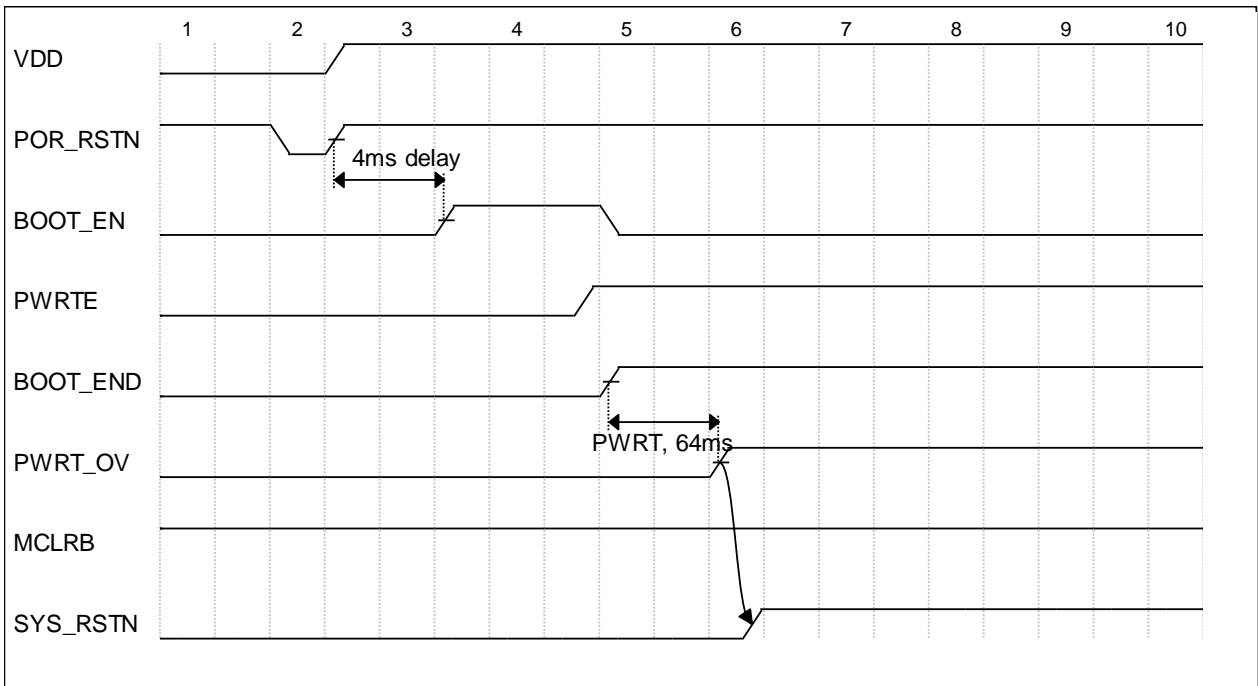 1 2 3 4 5 6 7 8 9 10
VDD
POR_RSTN
4ms delay
BOOT_EN
PWRTE
BOOT_END
PWRT, 64ms
PWRT_OV
MCLRB
SYS_RSTN